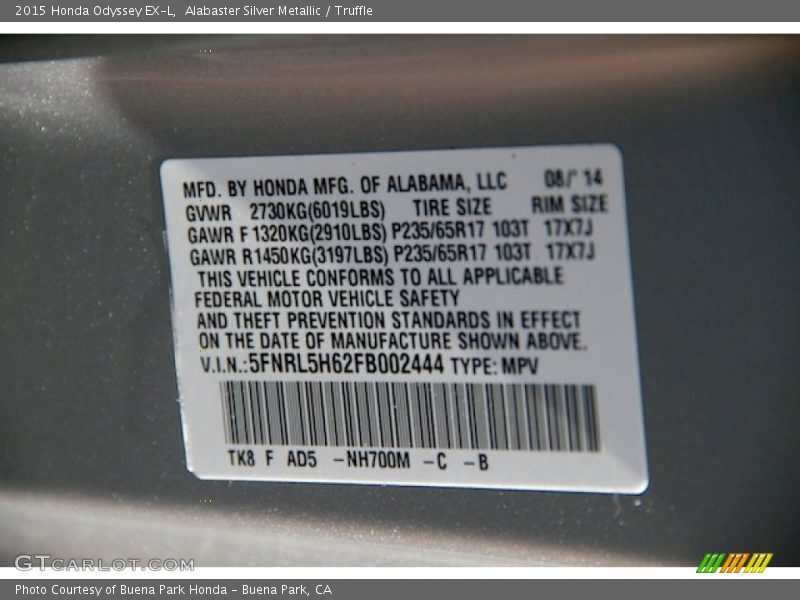 2015 Honda Odyssey EX-L,  Alabaster Silver Metallic / Truffle
MFD. BY HONDA MFG. OF ALABAMA, LLC 08/' 14
GVWR 2730KG(6019LBS) TIRE SIZE RIM SIZE
GAWR F 1320KG(2910LBS) P235/65R17 103T 17X7J
GAWR R1450KG(3197LBS) P235/65R17 103T 17X7J
THIS VEHICLE CONFORMS TO ALL APPLICABLE
FEDERAL MOTOR VEHICLE SAFETY
AND THEFT PREVENTION STANDARDS IN EFFECT
ON THE DATE OF MANUFACTURE SHOWN ABOVE.
V.I.N.:5FNRL5H62FB002444 TYPE: MPV
TK8 F AD5 -NH700M -C -B
GTCARLOT.COM
Photo Courtesy of Buena Park Honda - Buena Park, CA